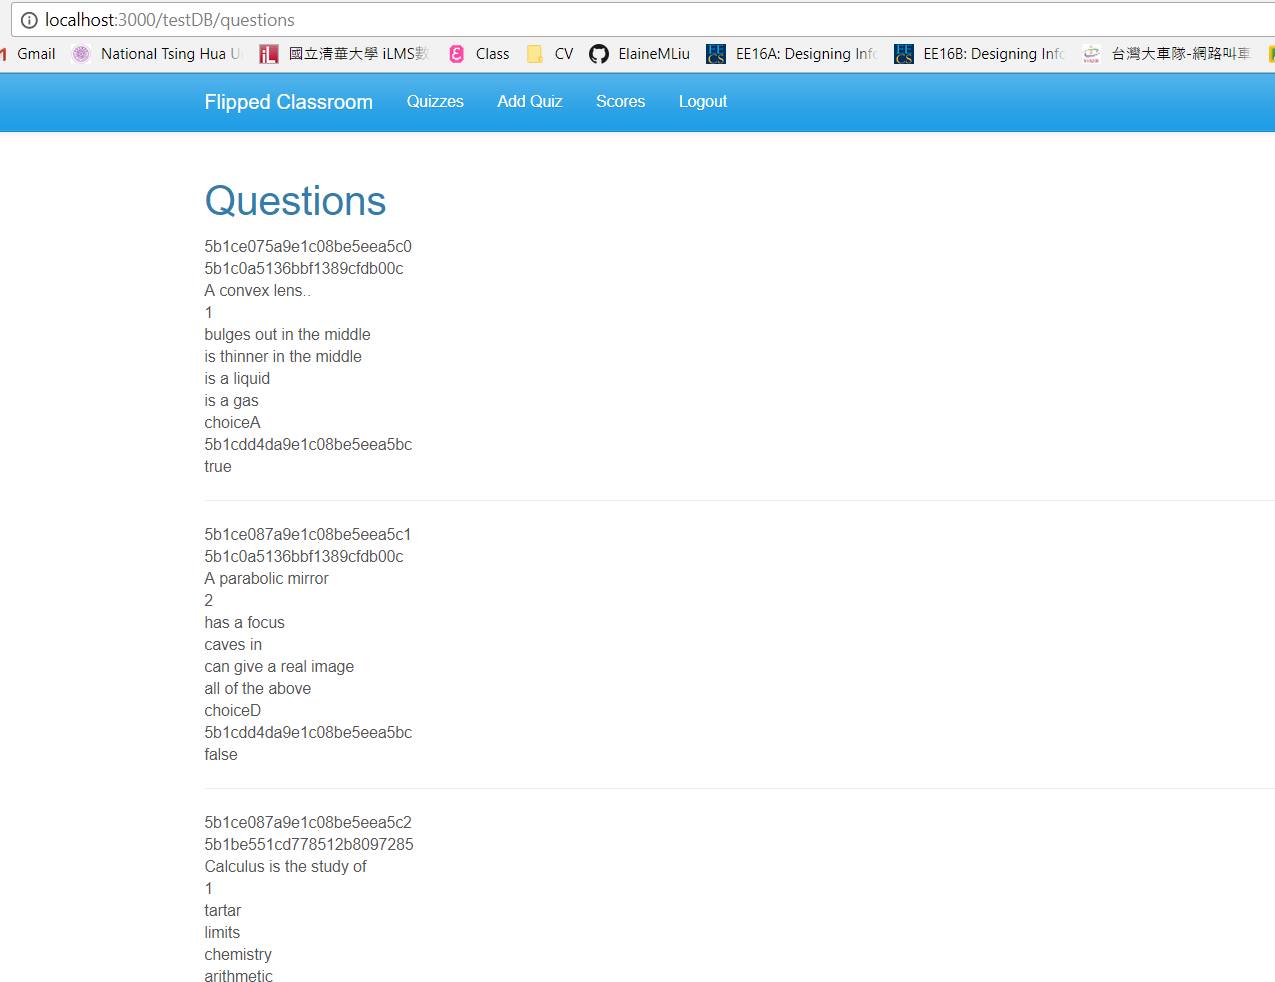 localhost:3000/testDB/questions
Gmail National Tsing Hua U 國立清華大學 iLMS數 Class CV ElaineMLiu EE16A: Designing Info EE16B: Designing Info 台灣大車隊-網路叫車
Flipped Classroom Quizzes Add Quiz Scores Logout
Questions
5b1ce075a9e1c08be5eea5c0
5b1c0a5136bbf1389cfdb00c
A convex lens..
1
bulges out in the middle
is thinner in the middle
is a liquid
is a gas
choiceA
5b1cdd4da9e1c08be5eea5bc
true
5b1ce087a9e1c08be5eea5c1
5b1c0a5136bbf1389cfdb00c
A parabolic mirror
2
has a focus
caves in
can give a real image
all of the above
choiceD
5b1cdd4da9e1c08be5eea5bc
false
5b1ce087a9e1c08be5eea5c2
5b1be551cd778512b8097285
Calculus is the study of
1
tartar
limits
chemistry
arithmetic